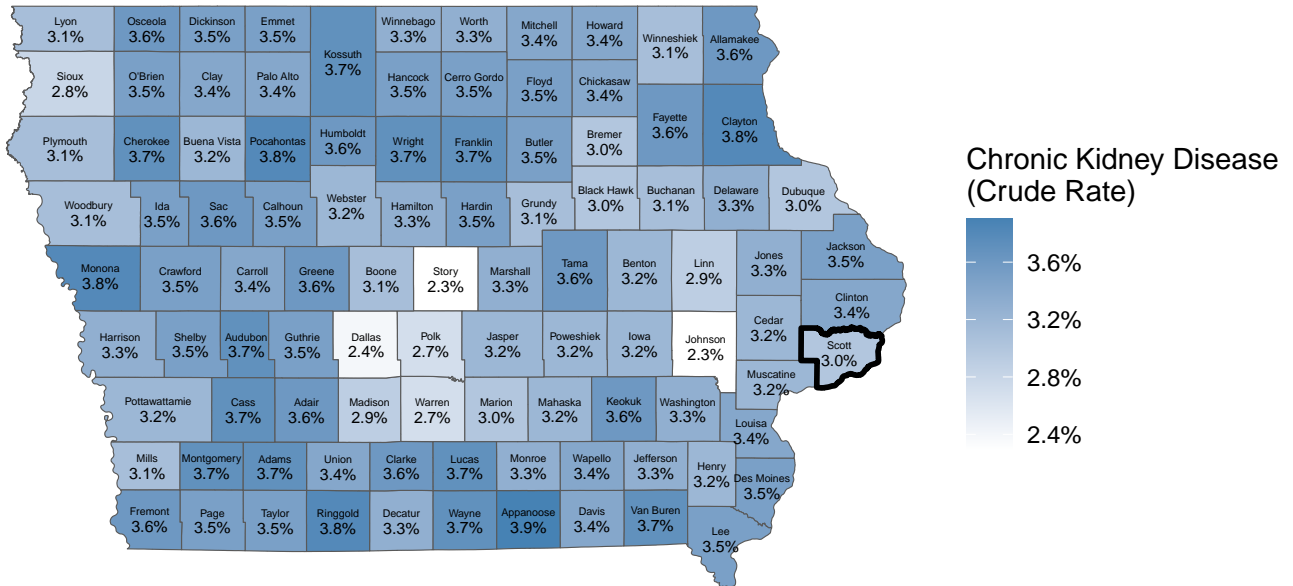 Lyon
3.1%
Osceola
3.6%
Dickinson
3.5%
Emmet
3.5%
Kossuth
3.7%
Winnebago
3.3%
Worth
3.3%
Mitchell
3.4%
Howard
3.4%
Winneshiek
3.1%
Allamakee
3.6%
Sioux
2.8%
O'Brien
3.5%
Clay
3.4%
Palo Alto
3.4%
Hancock
3.5%
Cerro Gordo
3.5%
Floyd
3.5%
Chickasaw
3.4%
Fayette
3.6%
Clayton
3.8%
Plymouth
3.1%
Cherokee
3.7%
Buena Vista
3.2%
Pocahontas
3.8%
Humboldt
3.6%
Wright
3.7%
Franklin
3.7%
Butler
3.5%
Bremer
3.0%
Woodbury
3.1%
Ida
3.5%
Sac
3.6%
Calhoun
3.5%
Webster
3.2%
Hamilton
3.3%
Hardin
3.5%
Grundy
3.1%
Black Hawk
3.0%
Buchanan
3.1%
Delaware
3.3%
Dubuque
3.0%
Monona
3.8%
Crawford
3.5%
Carroll
3.4%
Greene
3.6%
Boone
3.1%
Story
2.3%
Marshall
3.3%
Tama
3.6%
Benton
3.2%
Linn
2.9%
Jones
3.3%
Jackson
3.5%
Clinton
3.4%
Harrison
3.3%
Shelby
3.5%
Audubon
3.7%
Guthrie
3.5%
Dallas
2.4%
Polk
2.7%
Jasper
3.2%
Poweshiek
3.2%
Iowa
3.2%
Johnson
2.3%
Cedar
3.2%
Scott
3.0%
Muscatine
3.2%
Pottawattamie
3.2%
Cass
3.7%
Adair
3.6%
Madison
2.9%
Warren
2.7%
Marion
3.0%
Mahaska
3.2%
Keokuk
3.6%
Washington
3.3%
Louisa
3.4%
Mills
3.1%
Montgomery
3.7%
Adams
3.7%
Union
3.4%
Clarke
3.6%
Lucas
3.7%
Monroe
3.3%
Wapello
3.4%
Jefferson
3.3%
Henry
3.2%
Des Moines
3.5%
Fremont
3.6%
Page
3.5%
Taylor
3.5%
Ringgold
3.8%
Decatur
3.3%
Wayne
3.7%
Appanoose
3.9%
Davis
3.4%
Van Buren
3.7%
Lee
3.5%
Chronic Kidney Disease
(Crude Rate)
3.6%
3.2%
2.8%
2.4%